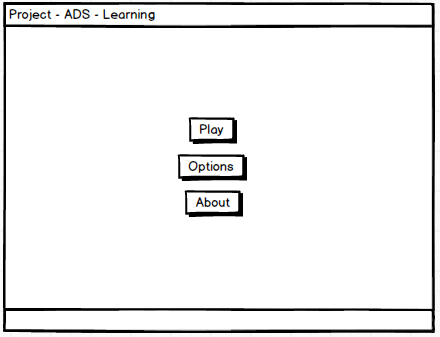 Project - ADS - Learning
Play
Options
About